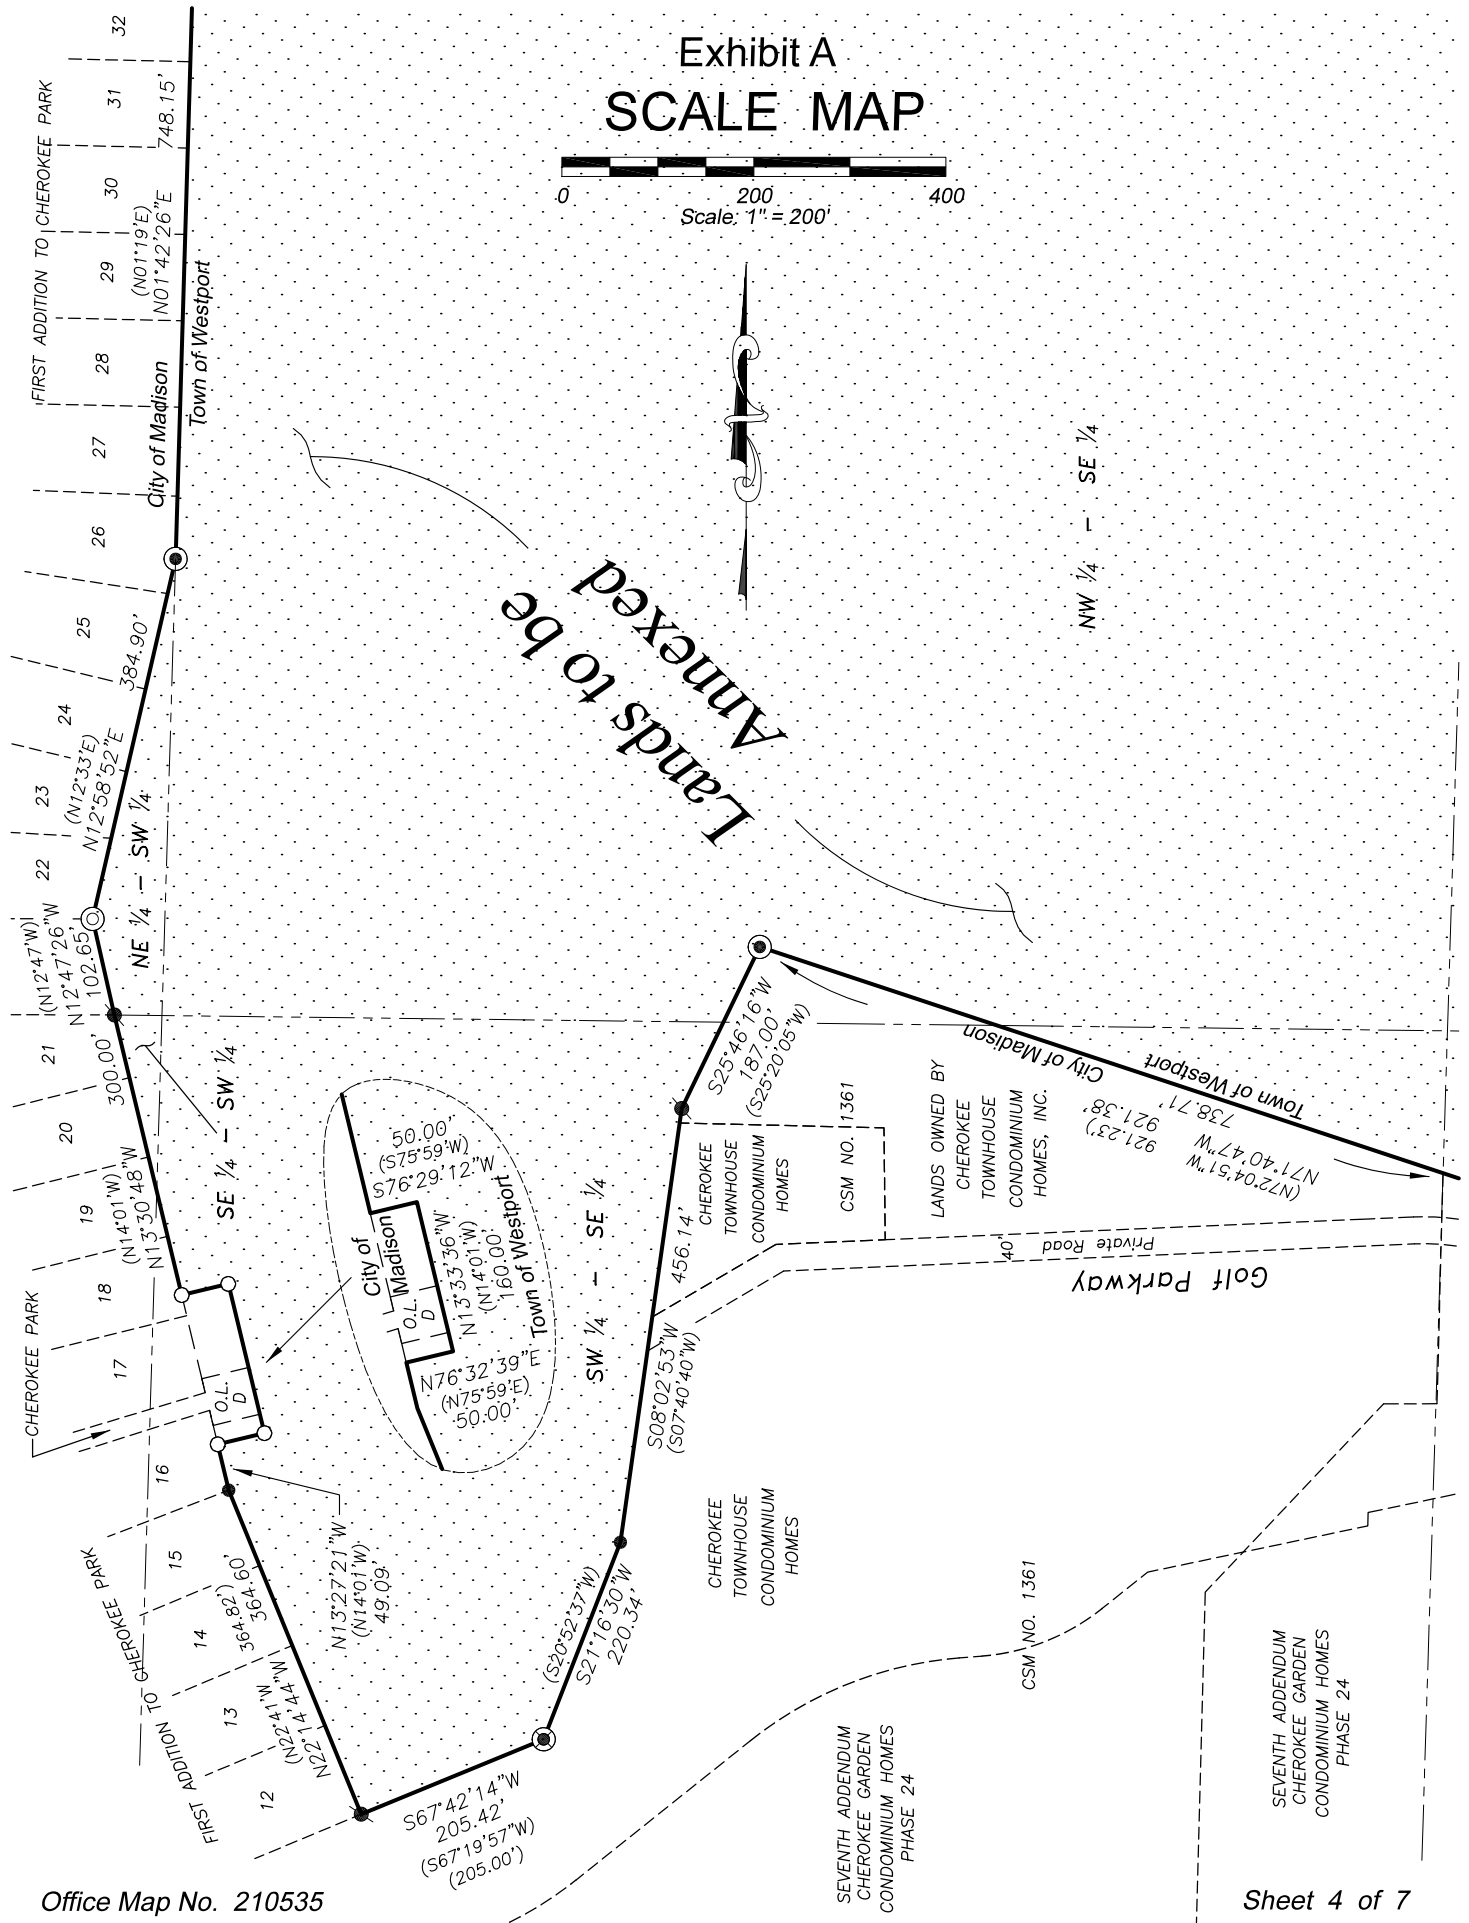 Exhibit A
SCALE MAP
0 200 400
Scale: 1" = 200'
32
31
30
29
28
27
26
25
24
23
22
21
20
19
18
17
16
15
14
13
12
FIRST ADDITION TO CHEROKEE PARK
748.15'
(N01°19'E)
N01°42'26"E
City of Madison
Town of Westport
384.90'
(N12°33'E)
N12°58'52"E
NE 1/4 - SW 1/4
(N12°47'W)
N12°47'26"W
102.65'
300.00'
(N14°01'W)
N13°30'48"W
SE 1/4 - SW 1/4
CHEROKEE PARK
O.L.
D
Lands to be
Annexed
NW 1/4 - SE 1/4
50.00'
(S75°59'W)
S76°29'12"W
City of
Madison
O.L.
D
N13°33'36"W
(N14°01'W)
160.00'
Town of Westport
N76°32'39"E
(N75°59'E)
50.00'
SW 1/4 - SE 1/4
N13°27'21"W
(N14°01'W)
49.09'
FIRST ADDITION TO CHEROKEE PARK
364.82')
364.60'
(N22°41'W
N22°14'44"W
S67°42'14"W
205.42'
(S67°19'57"W)
(205.00')
(S20°52'37"W)
S21°16'30"W
220.34'
456.14'
S08°02'53"W
(S07°40'40"W)
S25°46'16"W
187.00'
(S25°20'05"W)
CHEROKEE
TOWNHOUSE
CONDOMINIUM
HOMES
CSM NO. 1361
LANDS OWNED BY
CHEROKEE
TOWNHOUSE
CONDOMINIUM
HOMES, INC.
City of Madison
Town of Westport
738.71'
921.38'
921.23')
N71°40'47"W
(N72°04'51"W
40'
Private Road
Golf Parkway
CHEROKEE
TOWNHOUSE
CONDOMINIUM
HOMES
CSM NO. 1361
SEVENTH ADDENDUM
CHEROKEE GARDEN
CONDOMINIUM HOMES
PHASE 24
SEVENTH ADDENDUM
CHEROKEE GARDEN
CONDOMINIUM HOMES
PHASE 24
Office Map No. 210535
Sheet 4 of 7